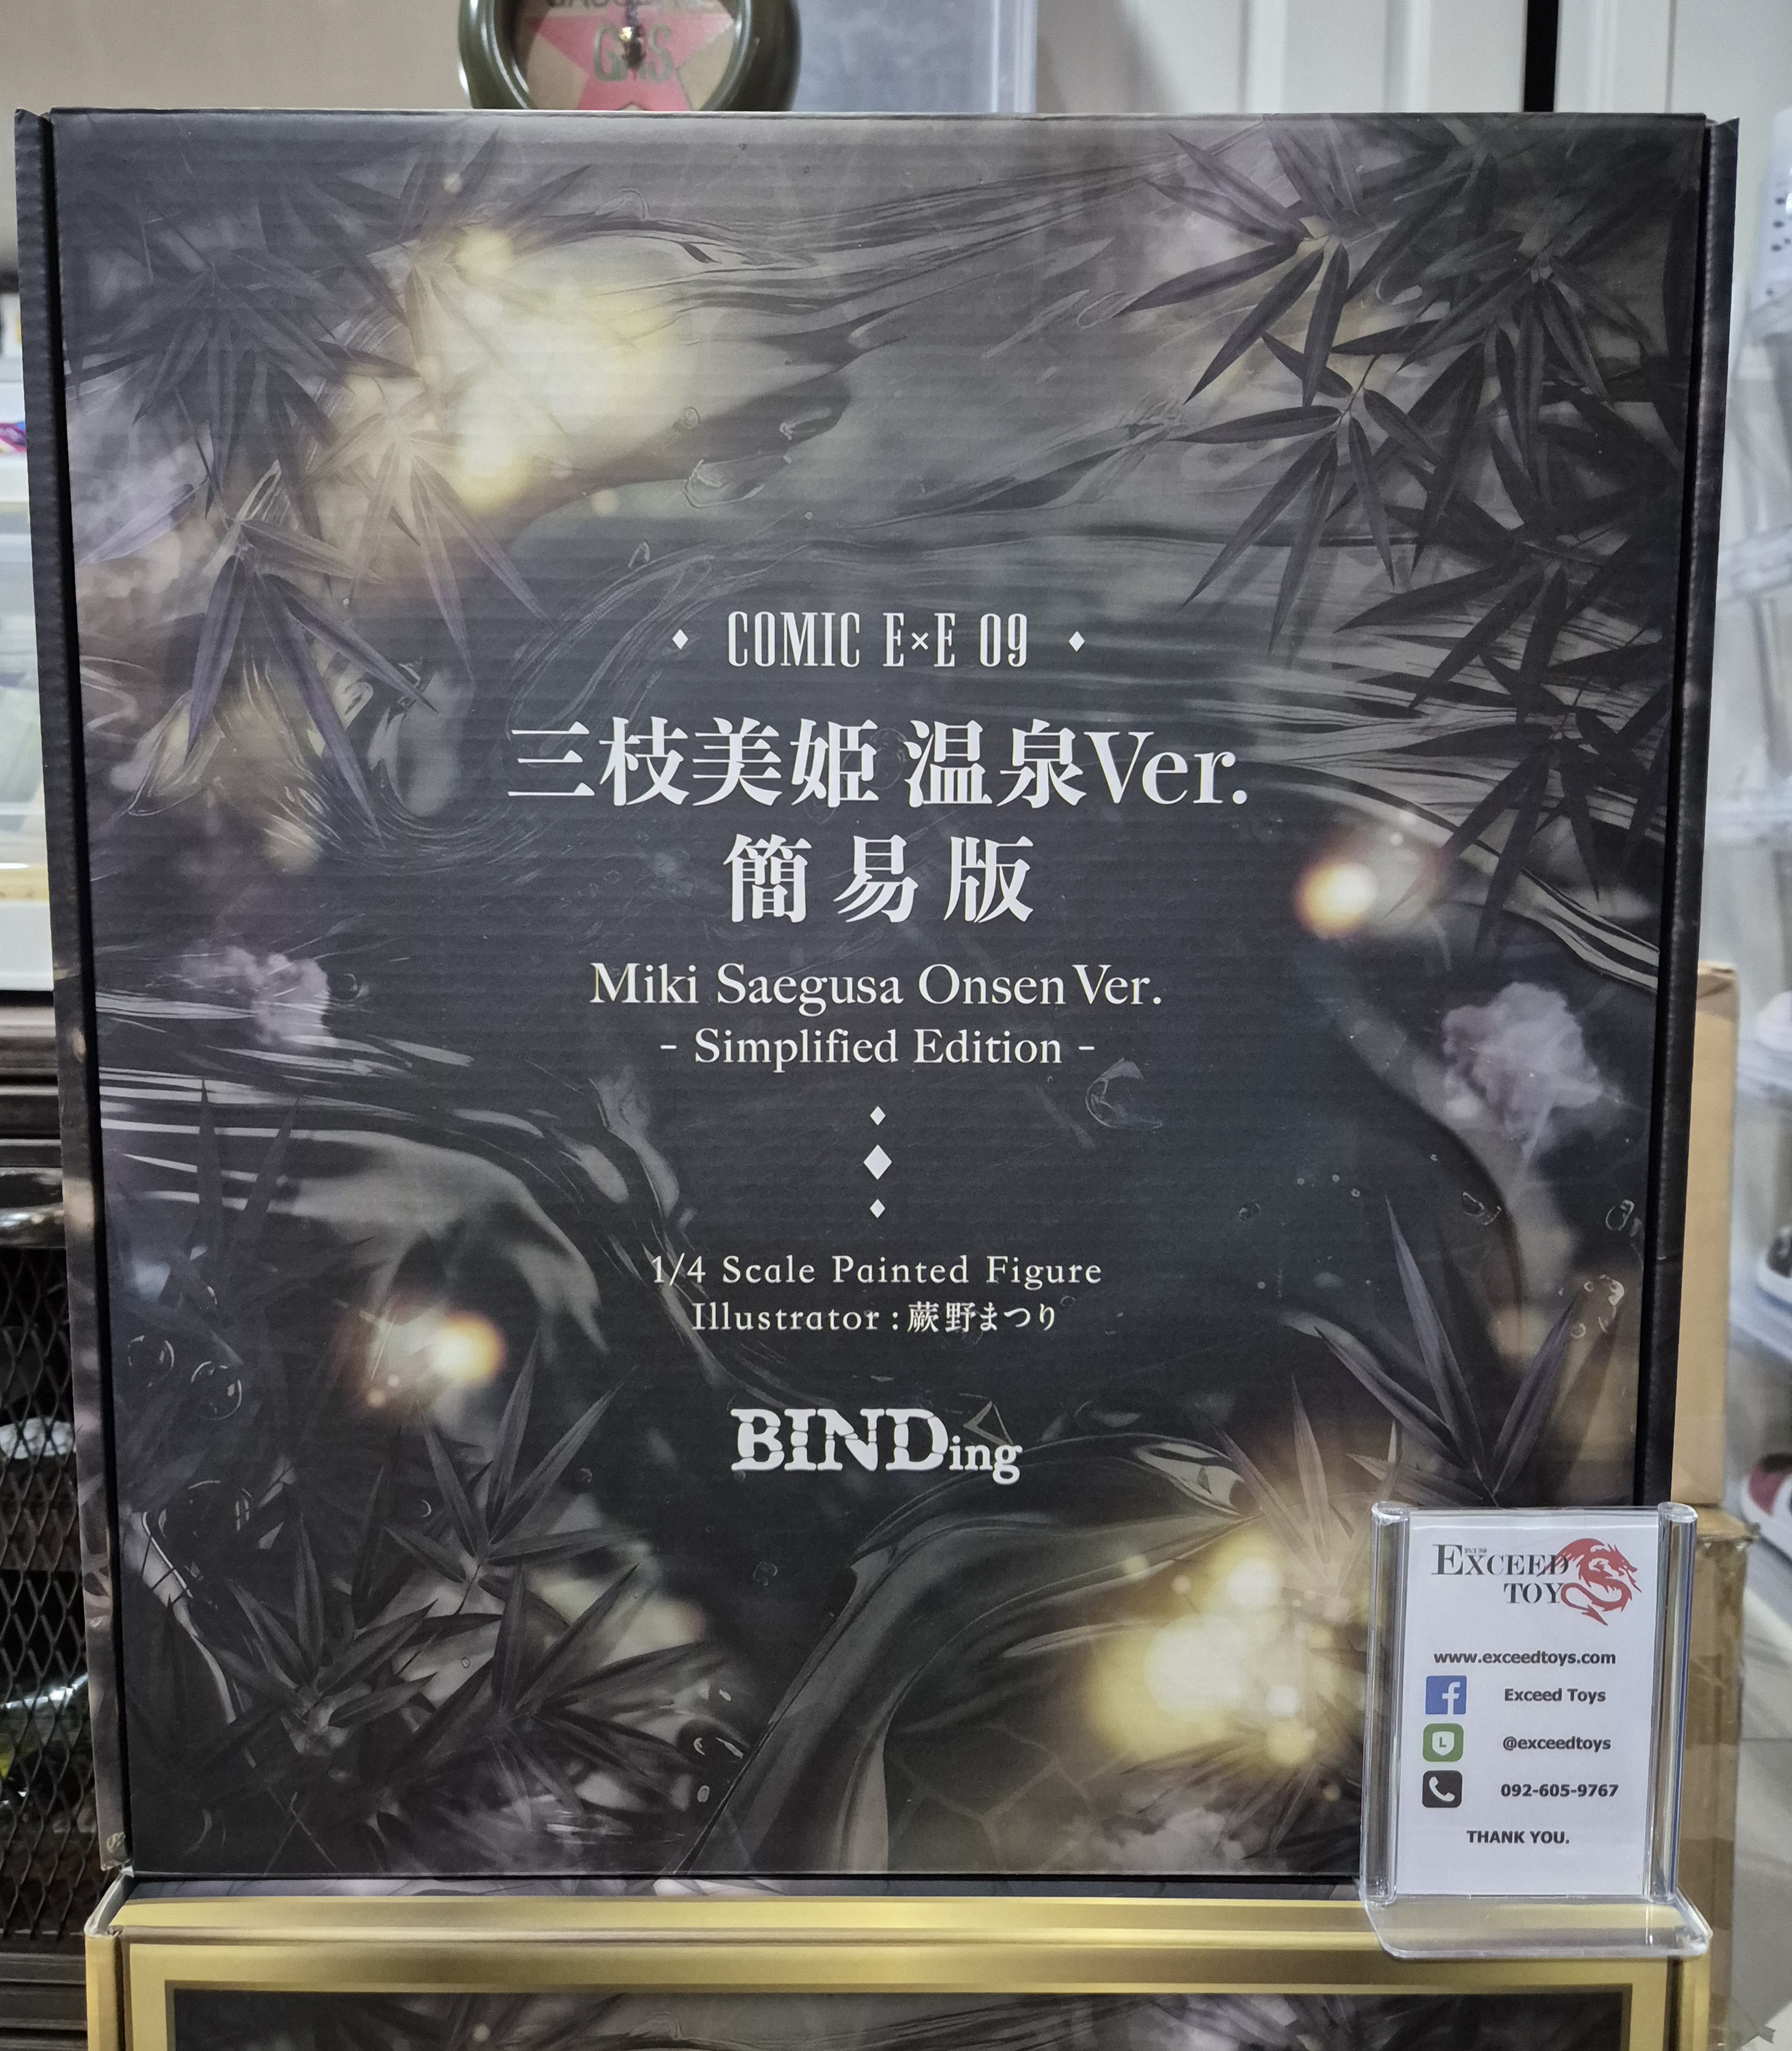 GAS
COMIC E×E 09
三枝美姫 温泉Ver.
簡易版
Miki Saegusa Onsen Ver.
- Simplified Edition -
1/4 Scale Painted Figure
Illustrator : 蕨野まつり
BINDing
EXCEED
TOYS
www.exceedtoys.com
Exceed Toys
L
@exceedtoys
092-605-9767
THANK YOU.